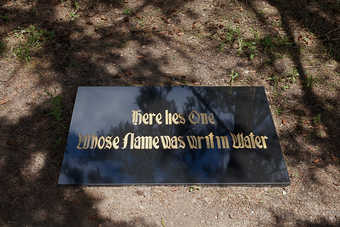 Here lies One
Whose Name was writ in Water